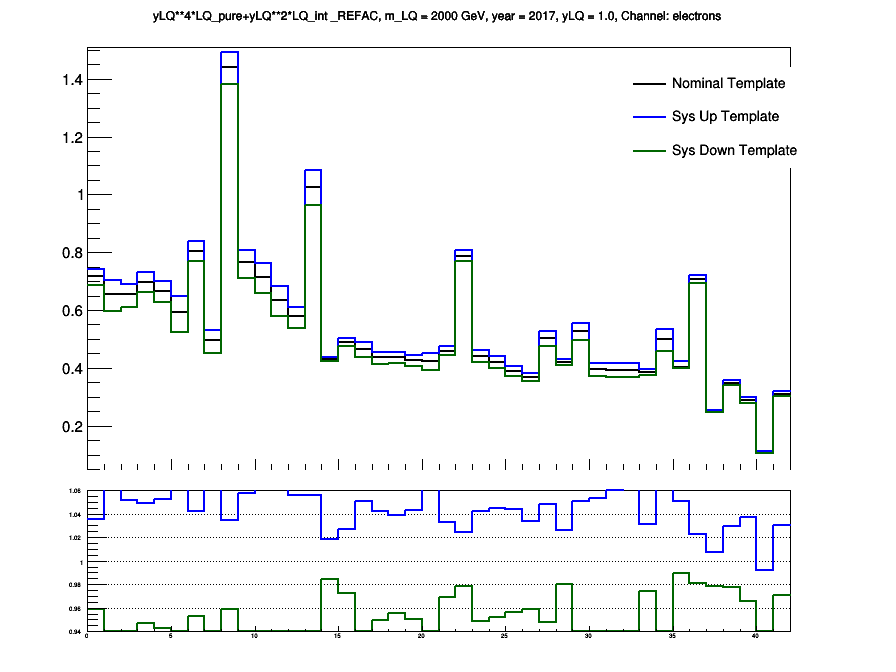 yLQ**4*LQ_pure+yLQ**2*LQ_int _REFAC, m_LQ = 2000 GeV, year = 2017, yLQ = 1.0, Channel: electrons
1.4
Nominal Template
Sys Up Template
1.2
Sys Down Template
1
0.8
0.6
0.4
0.2
1.06
1.04
1.02
1
0.98
0.96
0.94
0 5 10 15 20 25 30 35 40